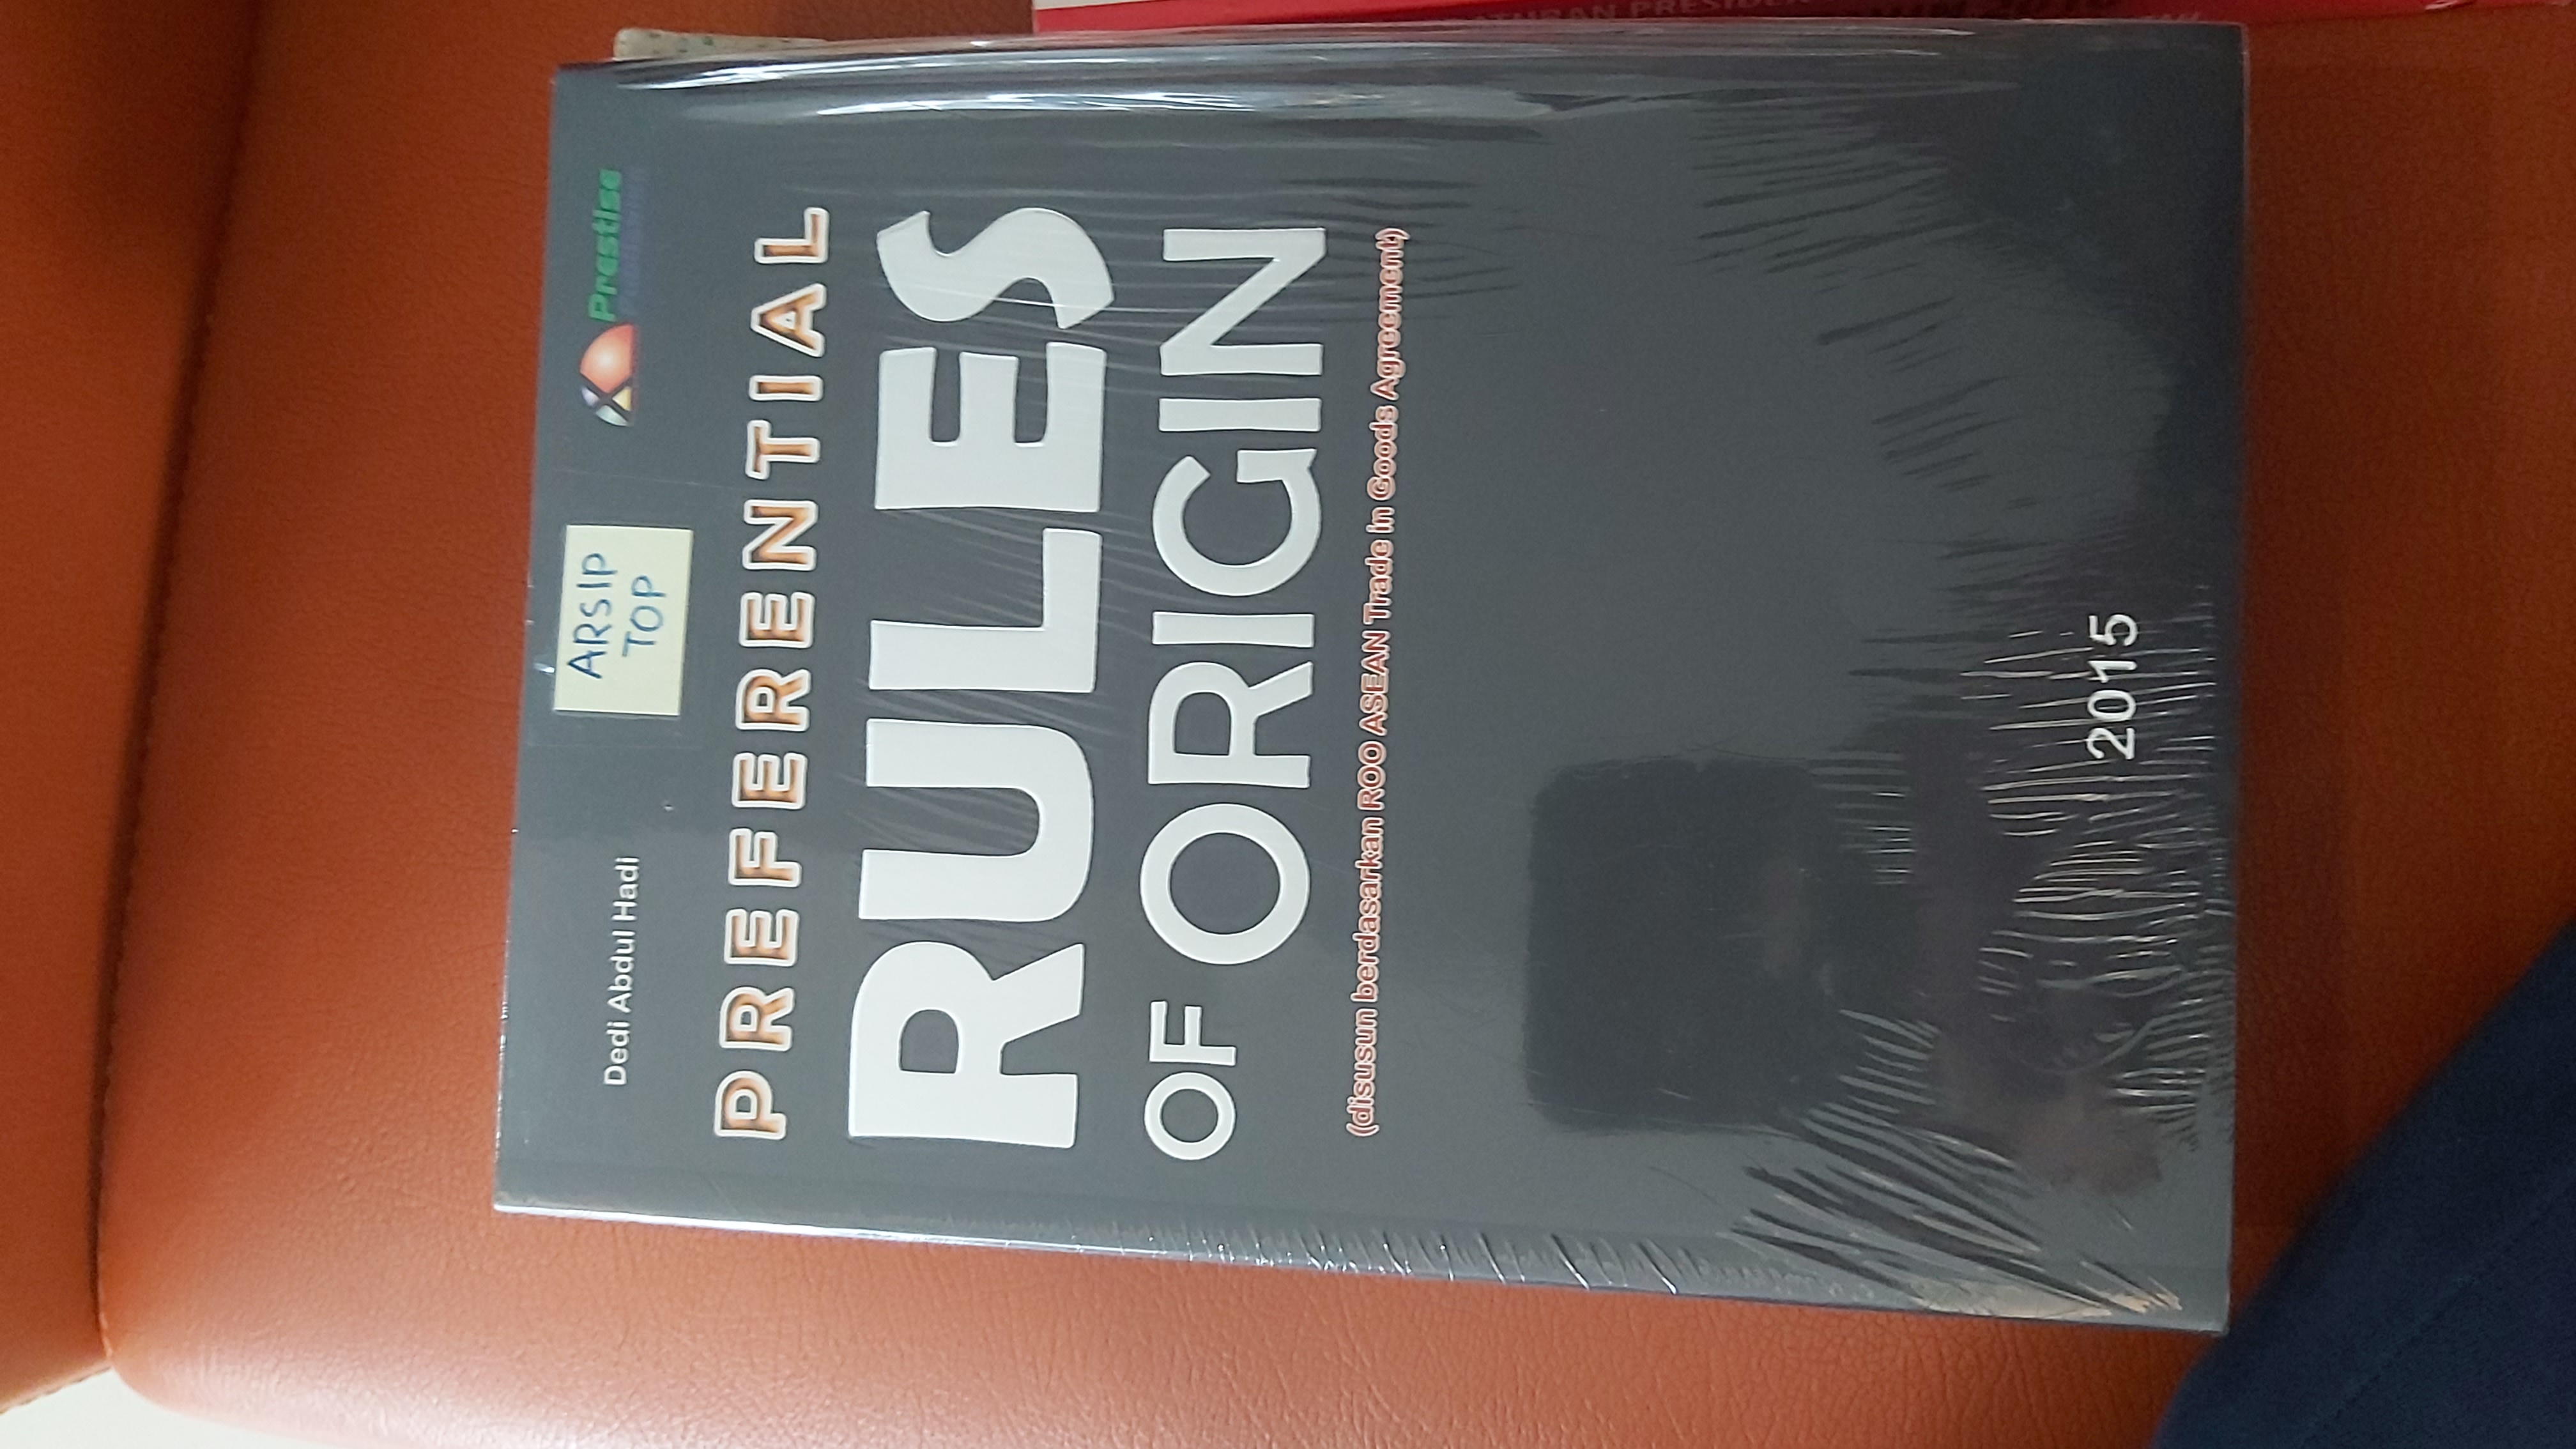 Dedi Abdul Hadi
ARSIP
TOP
Prestise
PREFERENTIAL
RULES
OF ORIGIN
(disusun berdasarkan ROO ASEAN Trade in Goods Agreement)
2015
PRESIDEN